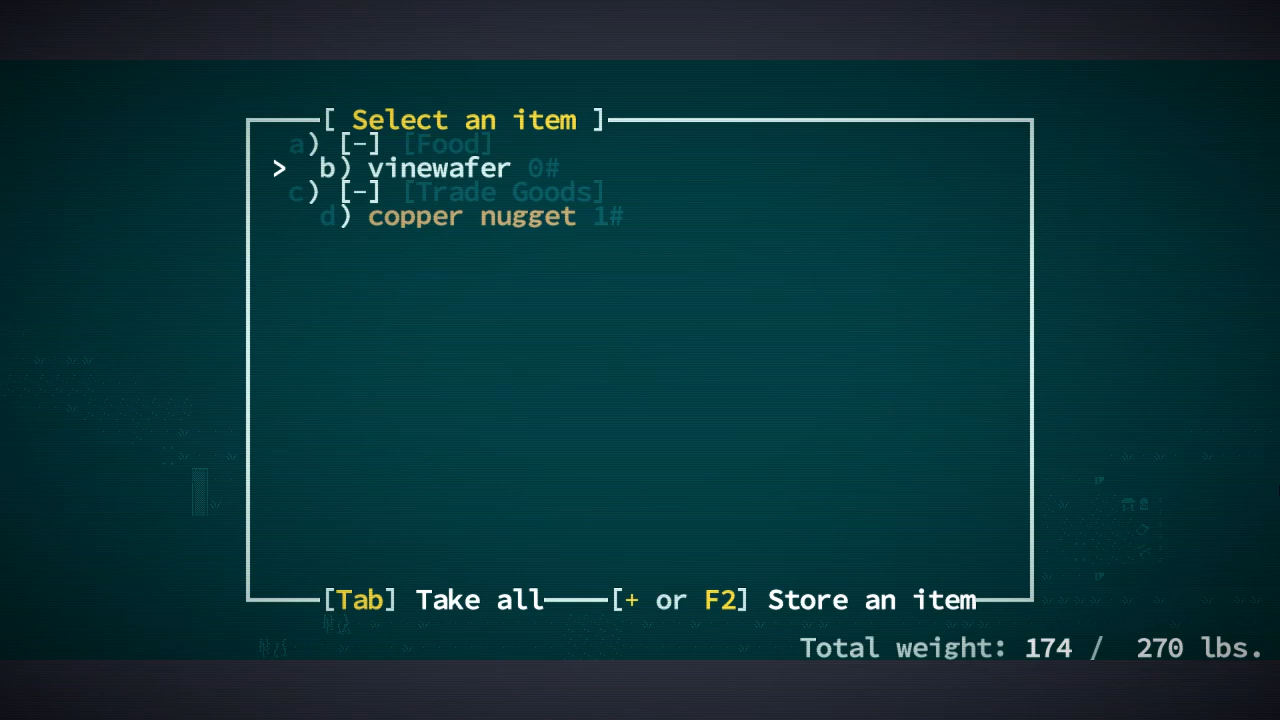 [ Select an item ]
a) [-] [Food]
> b) vinewafer 0#
c) [-] [Trade Goods]
d) copper nugget 1#
[Tab] Take all [+ or F2] Store an item
Total weight: 174 / 270 lbs.